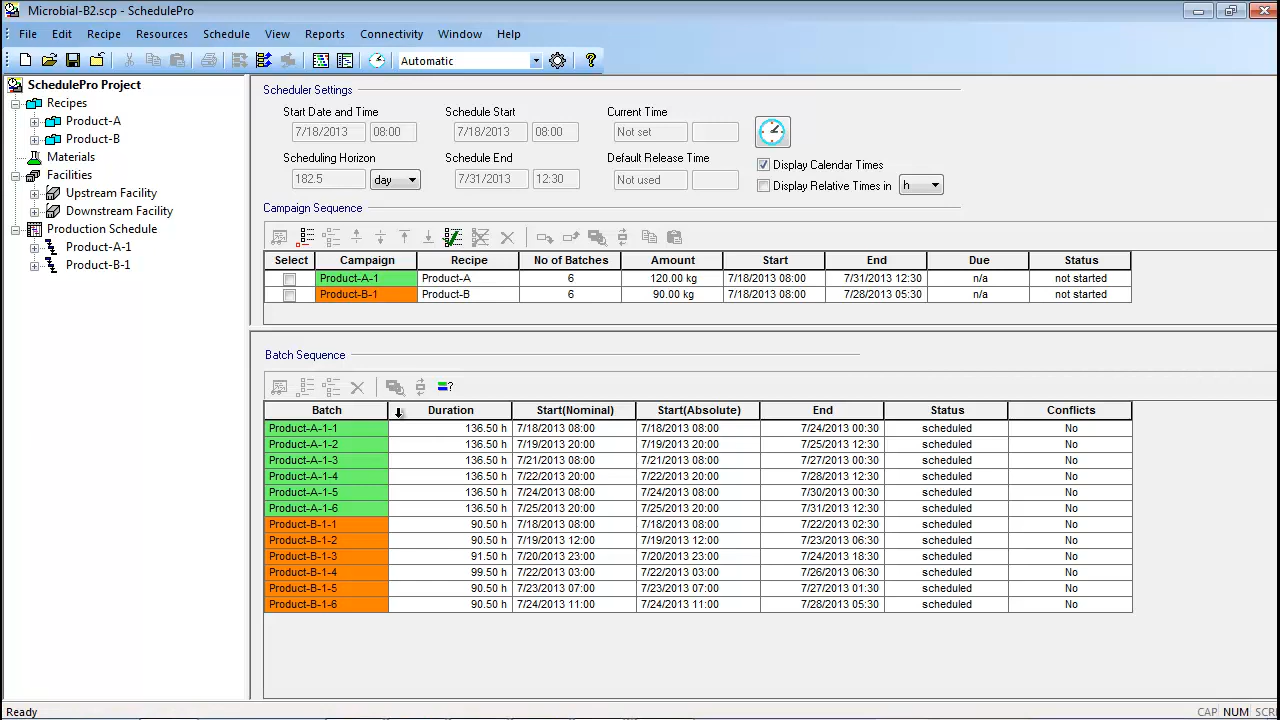 Microbial-B2.scp - SchedulePro
File Edit Recipe Resources Schedule View Reports Connectivity Window Help
Automatic
SchedulePro Project
Recipes
Product-A
Product-B
Materials
Facilities
Upstream Facility
Downstream Facility
Production Schedule
Product-A-1
Product-B-1
Scheduler Settings
Start Date and Time Schedule Start Current Time
7/18/2013 08:00 7/18/2013 08:00 Not set
Scheduling Horizon Schedule End Default Release Time Display Calendar Times
182.5 day 7/31/2013 12:30 Not used Display Relative Times in h
Campaign Sequence
Select Campaign Recipe No of Batches Amount Start End Due Status
Product-A-1 Product-A 6 120.00 kg 7/18/2013 08:00 7/31/2013 12:30 n/a not started
Product-B-1 Product-B 6 90.00 kg 7/18/2013 08:00 7/28/2013 05:30 n/a not started
Batch Sequence
Batch Duration Start(Nominal) Start(Absolute) End Status Conflicts
Product-A-1-1 136.50 h 7/18/2013 08:00 7/18/2013 08:00 7/24/2013 00:30 scheduled No
Product-A-1-2 136.50 h 7/19/2013 20:00 7/19/2013 20:00 7/25/2013 12:30 scheduled No
Product-A-1-3 136.50 h 7/21/2013 08:00 7/21/2013 08:00 7/27/2013 00:30 scheduled No
Product-A-1-4 136.50 h 7/22/2013 20:00 7/22/2013 20:00 7/28/2013 12:30 scheduled No
Product-A-1-5 136.50 h 7/24/2013 08:00 7/24/2013 08:00 7/30/2013 00:30 scheduled No
Product-A-1-6 136.50 h 7/25/2013 20:00 7/25/2013 20:00 7/31/2013 12:30 scheduled No
Product-B-1-1 90.50 h 7/18/2013 08:00 7/18/2013 08:00 7/22/2013 02:30 scheduled No
Product-B-1-2 90.50 h 7/19/2013 12:00 7/19/2013 12:00 7/23/2013 06:30 scheduled No
Product-B-1-3 91.50 h 7/20/2013 23:00 7/20/2013 23:00 7/24/2013 18:30 scheduled No
Product-B-1-4 99.50 h 7/22/2013 03:00 7/22/2013 03:00 7/26/2013 06:30 scheduled No
Product-B-1-5 90.50 h 7/23/2013 07:00 7/23/2013 07:00 7/27/2013 01:30 scheduled No
Product-B-1-6 90.50 h 7/24/2013 11:00 7/24/2013 11:00 7/28/2013 05:30 scheduled No
Ready CAP NUM SCRI